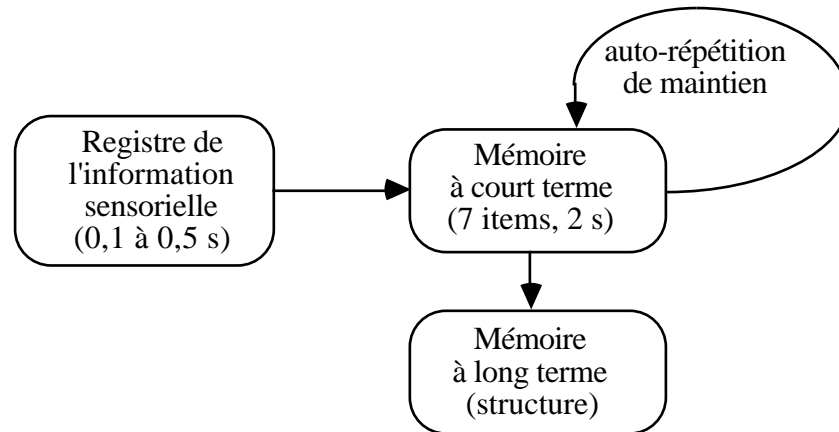 auto-répétition
de maintien
Registre de
l'information
sensorielle
(0,1 à 0,5 s)
Mémoire
à court terme
(7 items, 2 s)
Mémoire
à long terme
(structure)